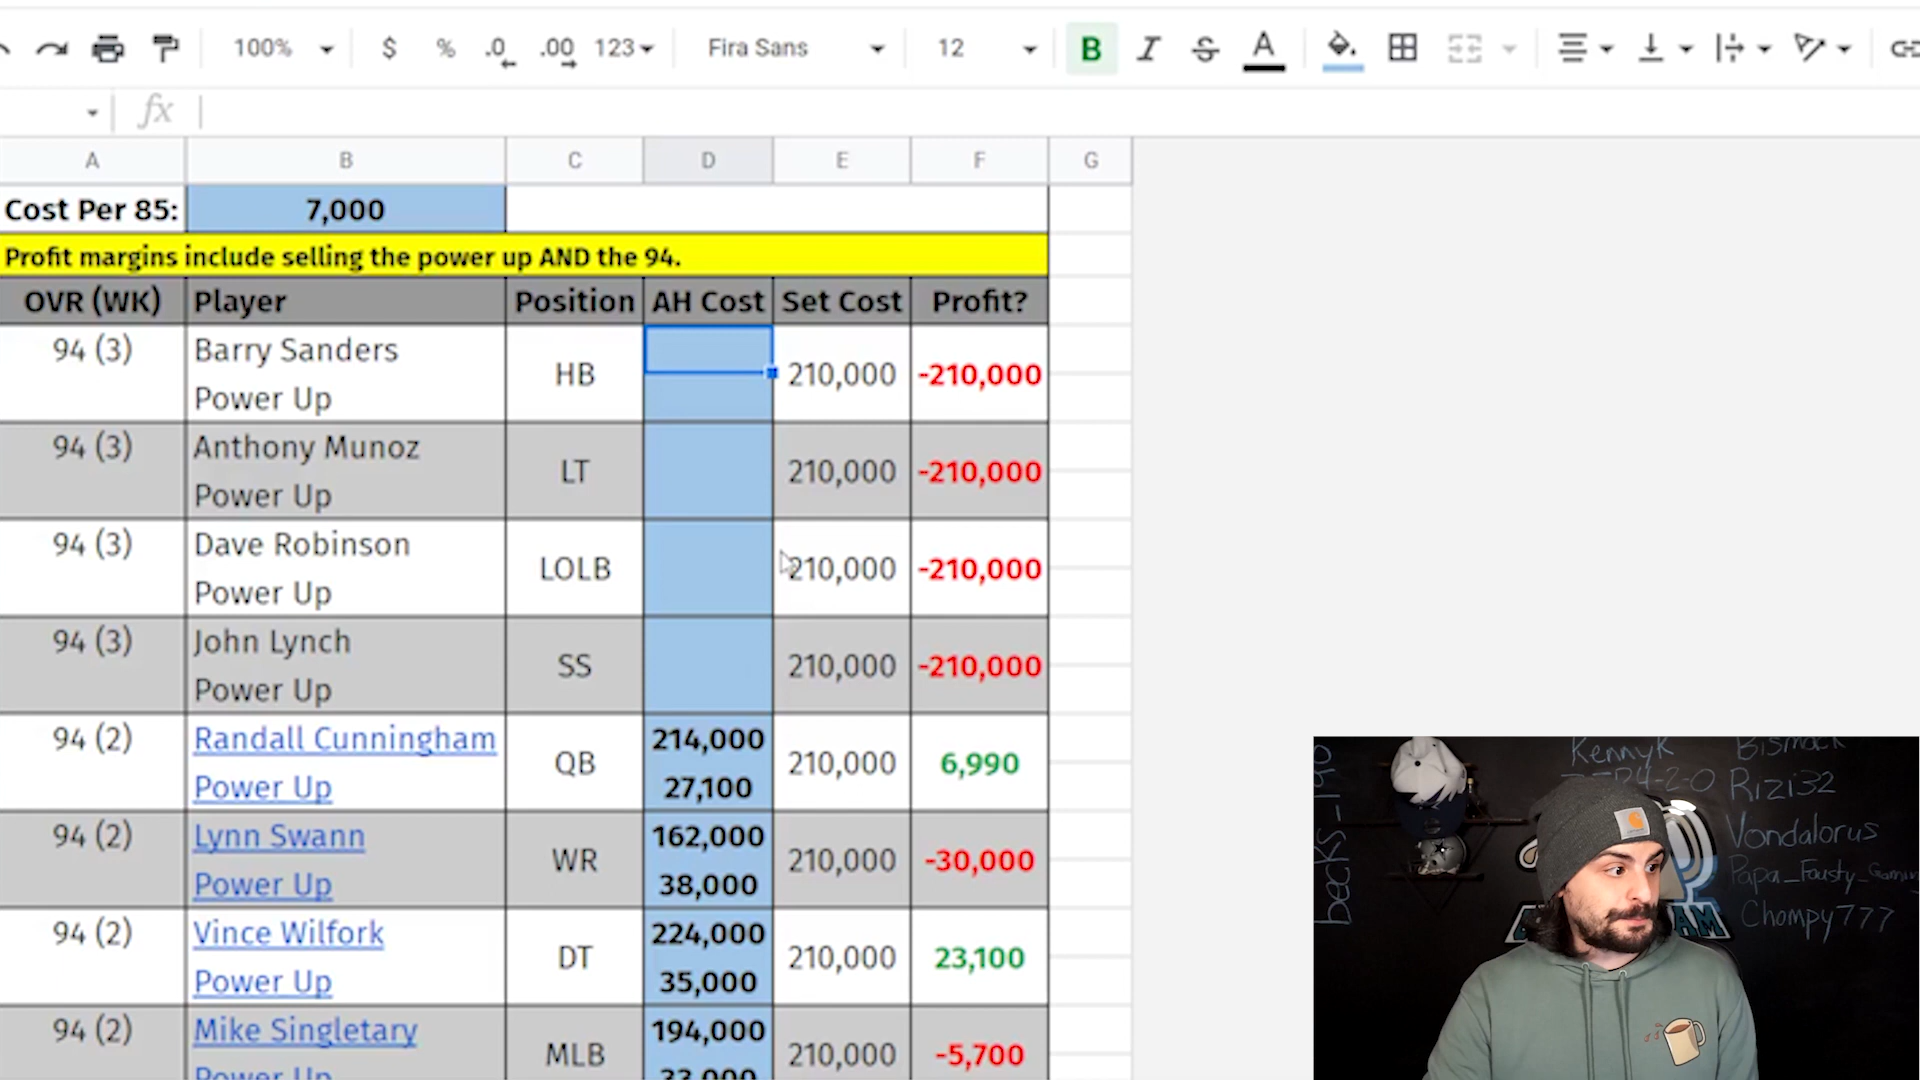 100% $ % .0 .00 123 Fira Sans 12 B I S A
fx
A B C D E F G
Cost Per 85: 7,000
Profit margins include selling the power up AND the 94.
OVR (WK) Player Position AH Cost Set Cost Profit?
94 (3) Barry Sanders
Power Up HB 210,000 -210,000
94 (3) Anthony Munoz
Power Up LT 210,000 -210,000
94 (3) Dave Robinson
Power Up LOLB 210,000 -210,000
94 (3) John Lynch
Power Up SS 210,000 -210,000
94 (2) Randall Cunningham 214,000
Power Up QB 27,100 210,000 6,990
94 (2) Lynn Swann 162,000
Power Up WR 38,000 210,000 -30,000
94 (2) Vince Wilfork 224,000
Power Up DT 35,000 210,000 23,100
94 (2) Mike Singletary 194,000
Power Up MLB 210,000 -5,700
KennyK Bismack
Rizi32
Vondalorus
Papa_Fausty_Gaming
Chompy777